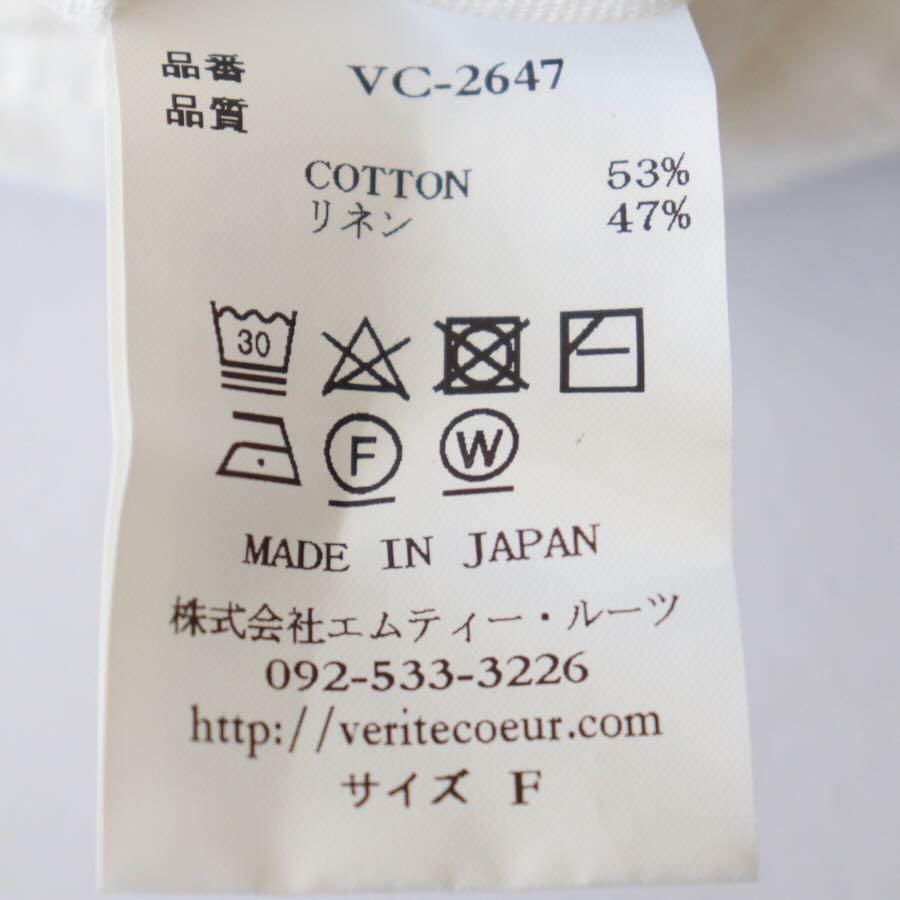 品番 VC-2647
品質
COTTON 53%
リネン 47%
30
F W
MADE IN JAPAN
株式会社エムティー・ルーツ
092-533-3226
http://veritecoeur.com
サイズ F